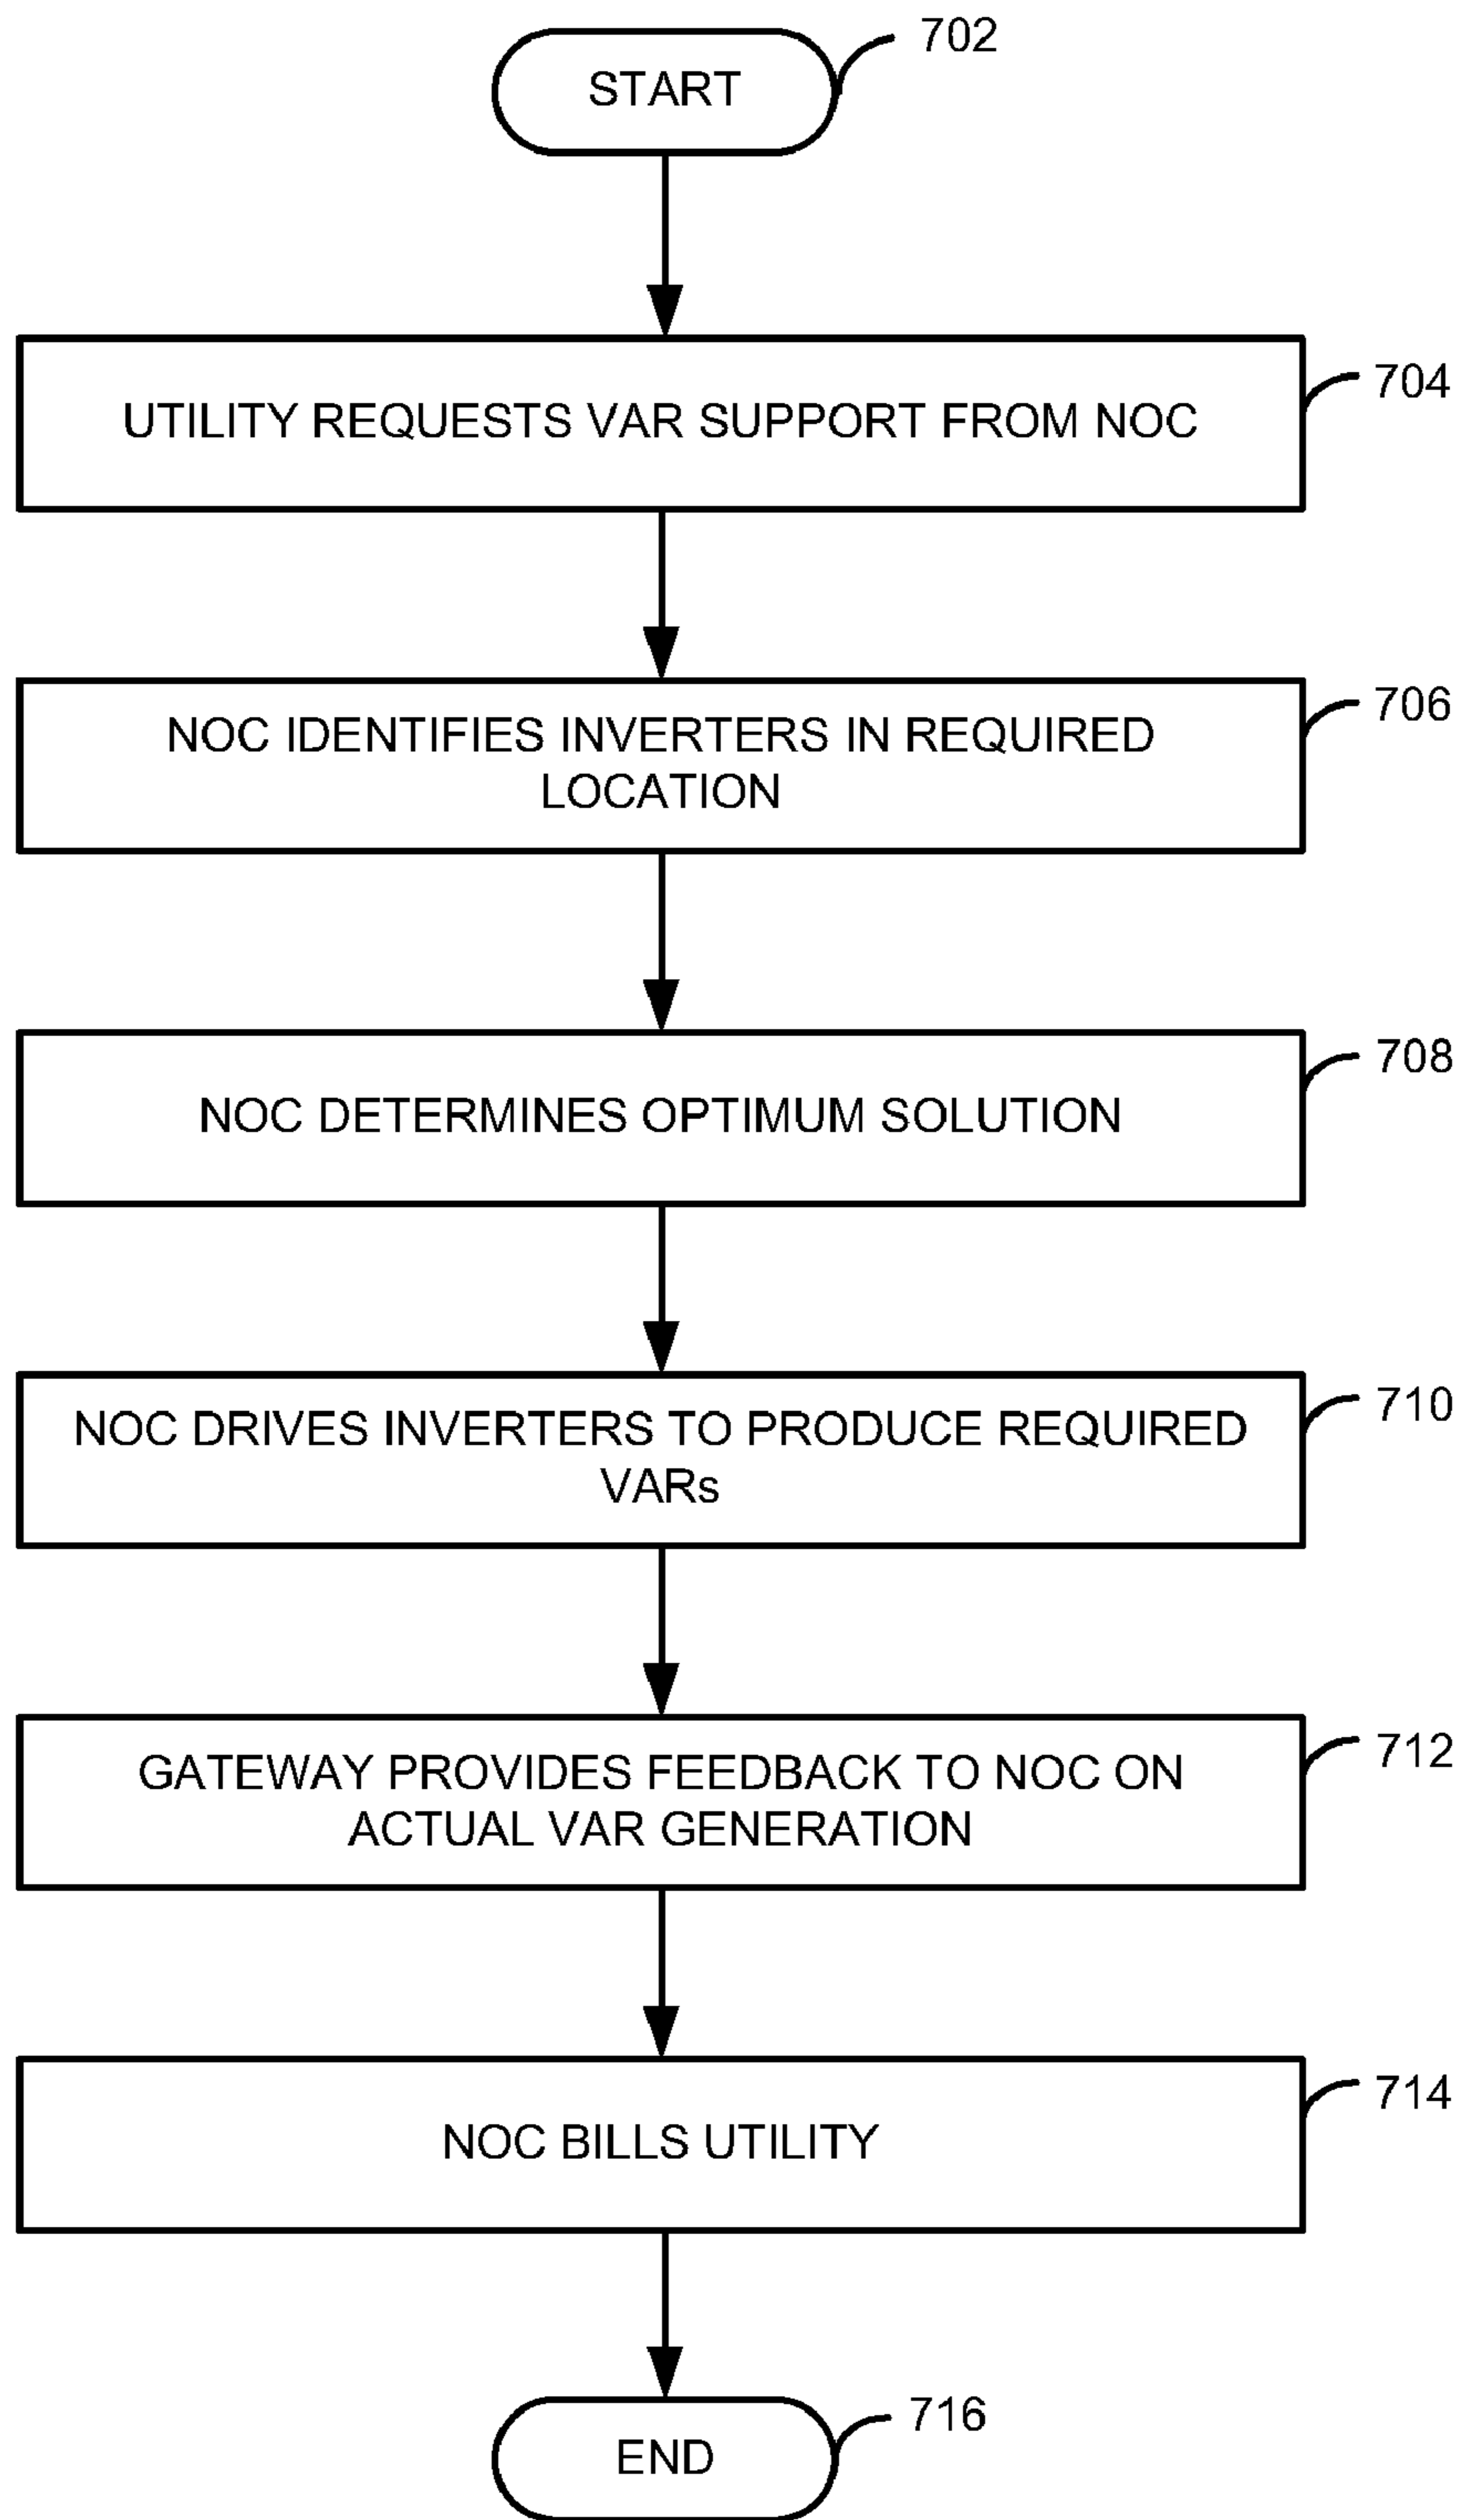 702
START
704
UTILITY REQUESTS VAR SUPPORT FROM NOC
706
NOC IDENTIFIES INVERTERS IN REQUIRED
LOCATION
708
NOC DETERMINES OPTIMUM SOLUTION
710
NOC DRIVES INVERTERS TO PRODUCE REQUIRED
VARs
712
GATEWAY PROVIDES FEEDBACK TO NOC ON
ACTUAL VAR GENERATION
714
NOC BILLS UTILITY
716
END